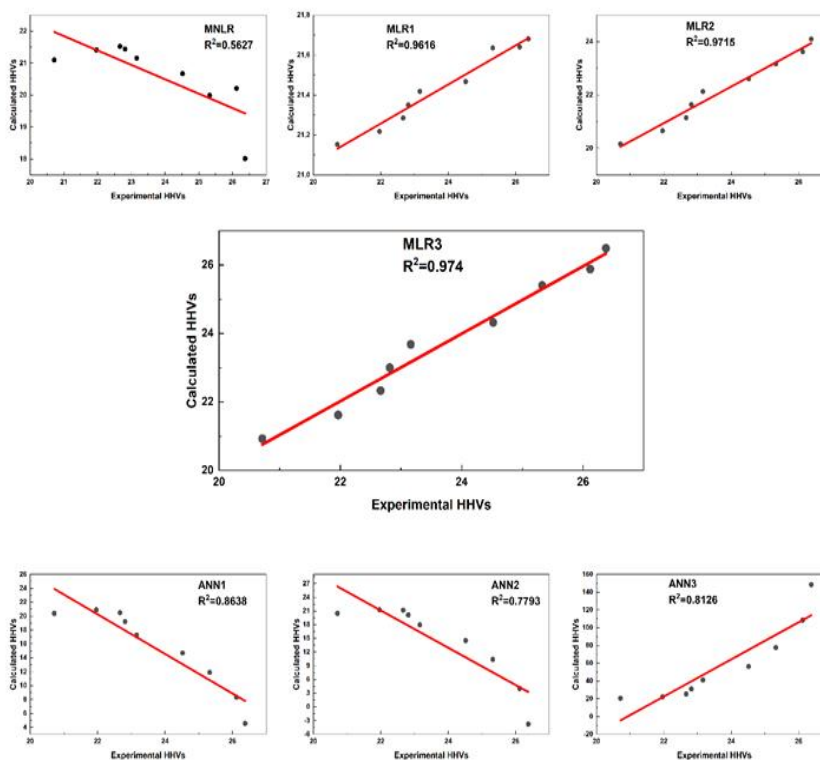 MNLR
R²=0.5627
Calculated HHVs
22
21
20
19
18
20 21 22 23 24 25 26 27
Experimental HHVs
MLR1
R²=0.9616
Calculated HHVs
21,8
21,6
21,4
21,2
21,0
20 22 24 26
Experimental HHVs
MLR2
R²=0.9715
Calculated HHVs
24
22
20
20 22 24 26
Experimental HHVs
MLR3
R²=0.974
Calculated HHVs
26
24
22
20
20 22 24 26
Experimental HHVs
ANN1
R²=0.8638
Calculated HHVs
26
24
22
20
18
16
14
12
10
8
6
4
20 22 24 26
Experimental HHVs
ANN2
R²=0.7793
Calculated HHVs
27
24
21
18
15
12
9
6
3
0
-3
-6
20 22 24 26
Experimental HHVs
ANN3
R²=0.8126
Calculated HHVs
160
140
120
100
80
60
40
20
0
-20
20 22 24 26
Experimental HHVs